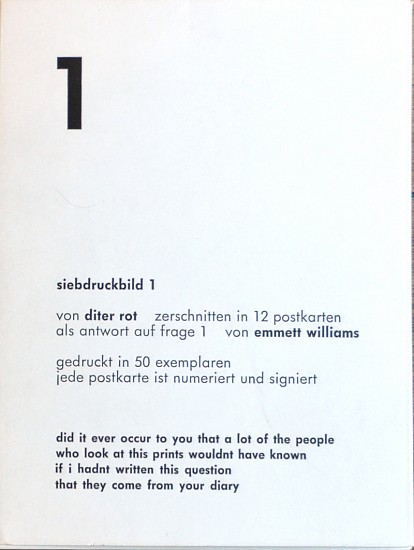 1
siebdruckbild 1
von diter rot zerschnitten in 12 postkarten
als antwort auf frage 1 von emmett williams
gedruckt in 50 exemplaren
jede postkarte ist numeriert und signiert
did it ever occur to you that a lot of the people
who look at this prints wouldnt have known
if i hadnt written this question
that they come from your diary